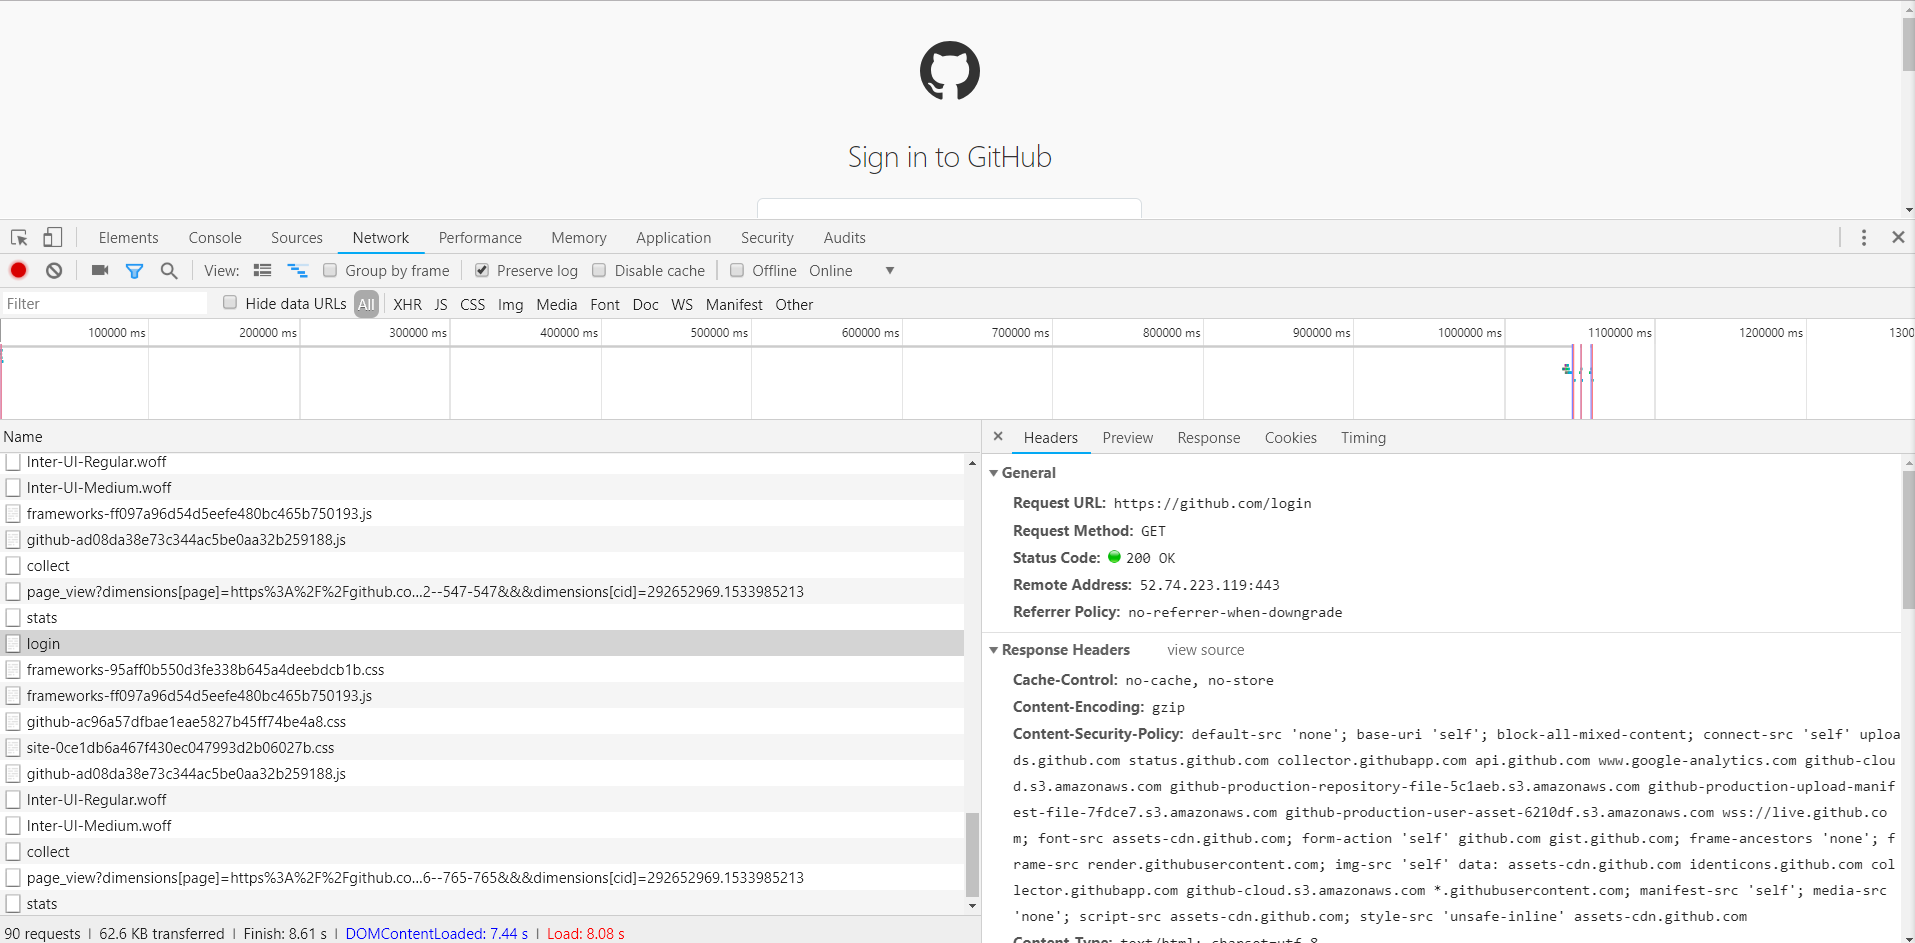 Sign in to GitHub
Elements Console Sources Network Performance Memory Application Security Audits
View: Group by frame Preserve log Disable cache Offline Online
Filter Hide data URLs All XHR JS CSS Img Media Font Doc WS Manifest Other
100000 ms 200000 ms 300000 ms 400000 ms 500000 ms 600000 ms 700000 ms 800000 ms 900000 ms 1000000 ms 1100000 ms 1200000 ms 1300
Name
Inter-UI-Regular.woff
Inter-UI-Medium.woff
frameworks-ff097a96d54d5eefe480bc465b750193.js
github-ad08da38e73c344ac5be0aa32b259188.js
collect
page_view?dimensions[page]=https%3A%2F%2Fgithub.co...2--547-547&&&dimensions[cid]=292652969.1533985213
stats
login
frameworks-95aff0b550d3fe338b645a4deebdcb1b.css
frameworks-ff097a96d54d5eefe480bc465b750193.js
github-ac96a57dfbae1eae5827b45ff74be4a8.css
site-0ce1db6a467f430ec047993d2b06027b.css
github-ad08da38e73c344ac5be0aa32b259188.js
Inter-UI-Regular.woff
Inter-UI-Medium.woff
collect
page_view?dimensions[page]=https%3A%2F%2Fgithub.co...6--765-765&&&dimensions[cid]=292652969.1533985213
stats
90 requests | 62.6 KB transferred | Finish: 8.61 s | DOMContentLoaded: 7.44 s | Load: 8.08 s
Headers Preview Response Cookies Timing
General
Request URL: https://github.com/login
Request Method: GET
Status Code: 200 OK
Remote Address: 52.74.223.119:443
Referrer Policy: no-referrer-when-downgrade
Response Headers view source
Cache-Control: no-cache, no-store
Content-Encoding: gzip
Content-Security-Policy: default-src 'none'; base-uri 'self'; block-all-mixed-content; connect-src 'self' uploa
ds.github.com status.github.com collector.githubapp.com api.github.com www.google-analytics.com github-clou
d.s3.amazonaws.com github-production-repository-file-5c1aeb.s3.amazonaws.com github-production-upload-manif
est-file-7fdce7.s3.amazonaws.com github-production-user-asset-6210df.s3.amazonaws.com wss://live.github.co
m; font-src assets-cdn.github.com; form-action 'self' github.com gist.github.com; frame-ancestors 'none'; f
rame-src render.githubusercontent.com; img-src 'self' data: assets-cdn.github.com identicons.github.com col
lector.githubapp.com github-cloud.s3.amazonaws.com *.githubusercontent.com; manifest-src 'self'; media-src
'none'; script-src assets-cdn.github.com; style-src 'unsafe-inline' assets-cdn.github.com
Content-Type: text/html; charset=utf-8